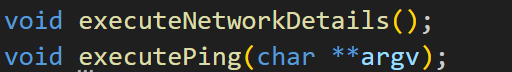 void executeNetworkDetails();
void executePing(char **argv);